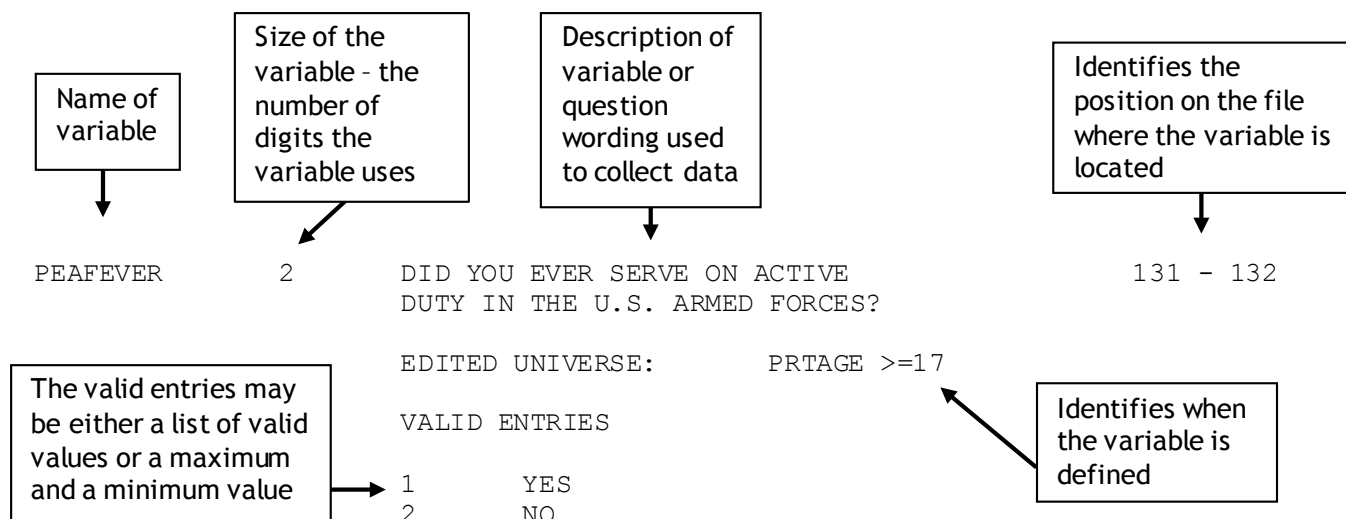 Name of
variable
Size of the
variable - the
number of
digits the
variable uses
Description of
variable or
question
wording used
to collect data
Identifies the
position on the file
where the variable is
located
PEAFEVER 2 DID YOU EVER SERVE ON ACTIVE 131 - 132
DUTY IN THE U.S. ARMED FORCES?
EDITED UNIVERSE: PRTAGE >=17
The valid entries may
be either a list of valid
values or a maximum
and a minimum value
VALID ENTRIES
Identifies when
the variable is
defined
1 YES
2 NO